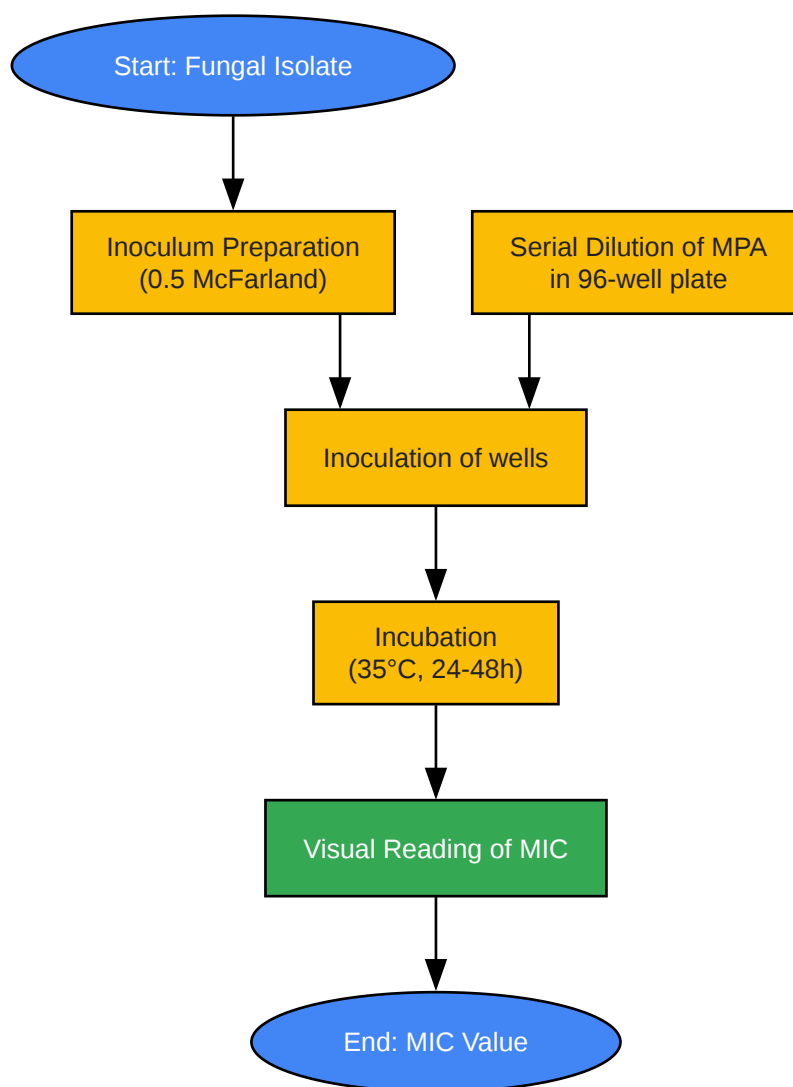 Start: Fungal Isolate
Inoculum Preparation
(0.5 McFarland)
Serial Dilution of MPA
in 96-well plate
Inoculation of wells
Incubation
(35°C, 24-48h)
Visual Reading of MIC
End: MIC Value